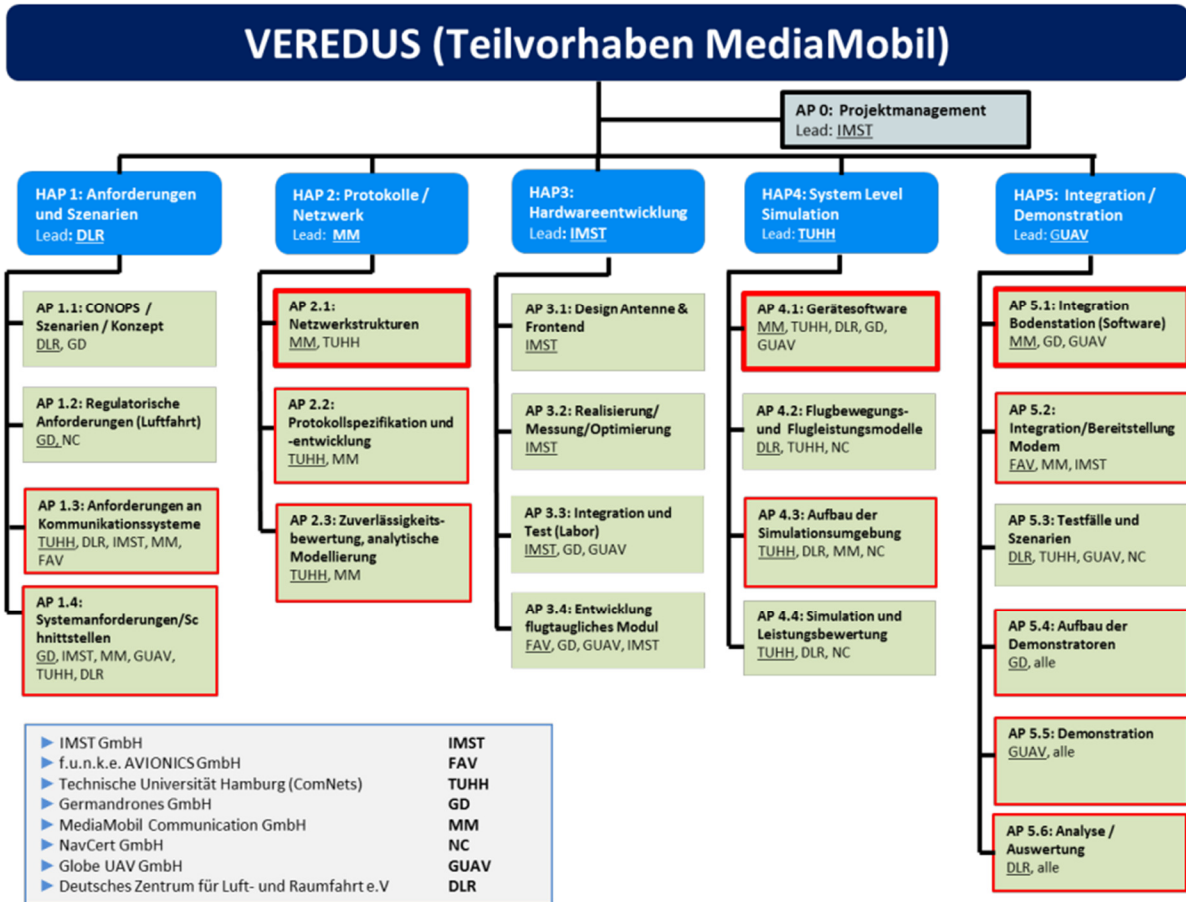 VEREDUS (Teilvorhaben MediaMobil)
AP 0: Projektmanagement
Lead: IMST
HAP 1: Anforderungen
und Szenarien
Lead: DLR
AP 1.1: CONOPS /
Szenarien / Konzept
DLR, GD
AP 1.2: Regulatorische
Anforderungen (Luftfahrt)
GD, NC
AP 1.3: Anforderungen an
Kommunikationssysteme
TUHH, DLR, IMST, MM,
FAV
AP 1.4:
Systemanforderungen/Sc
hnittstellen
GD, IMST, MM, GUAV,
TUHH, DLR
HAP 2: Protokolle /
Netzwerk
Lead: MM
AP 2.1:
Netzwerkstrukturen
MM, TUHH
AP 2.2:
Protokollspezifikation und
-entwicklung
TUHH, MM
AP 2.3: Zuverlässigkeits-
bewertung, analytische
Modellierung
TUHH, MM
HAP3:
Hardwareentwicklung
Lead: IMST
AP 3.1: Design Antenne &
Frontend
IMST
AP 3.2: Realisierung/
Messung/Optimierung
IMST
AP 3.3: Integration und
Test (Labor)
IMST, GD, GUAV
AP 3.4: Entwicklung
flugtaugliches Modul
FAV, GD, GUAV, IMST
HAP4: System Level
Simulation
Lead: TUHH
AP 4.1: Gerätesoftware
MM, TUHH, DLR, GD,
GUAV
AP 4.2: Flugbewegungs-
und Flugleistungsmodelle
DLR, TUHH, NC
AP 4.3: Aufbau der
Simulationsumgebung
TUHH, DLR, MM, NC
AP 4.4: Simulation und
Leistungsbewertung
TUHH, DLR, NC
HAP5: Integration /
Demonstration
Lead: GUAV
AP 5.1: Integration
Bodenstation (Software)
MM, GD, GUAV
AP 5.2:
Integration/Bereitstellung
Modem
FAV, MM, IMST
AP 5.3: Testfälle und
Szenarien
DLR, TUHH, GUAV, NC
AP 5.4: Aufbau der
Demonstratoren
GD, alle
AP 5.5: Demonstration
GUAV, alle
AP 5.6: Analyse /
Auswertung
DLR, alle
IMST GmbH IMST
f.u.n.k.e. AVIONICS GmbH FAV
Technische Universität Hamburg (ComNets) TUHH
Germandrones GmbH GD
MediaMobil Communication GmbH MM
NavCert GmbH NC
Globe UAV GmbH GUAV
Deutsches Zentrum für Luft- und Raumfahrt e.V DLR